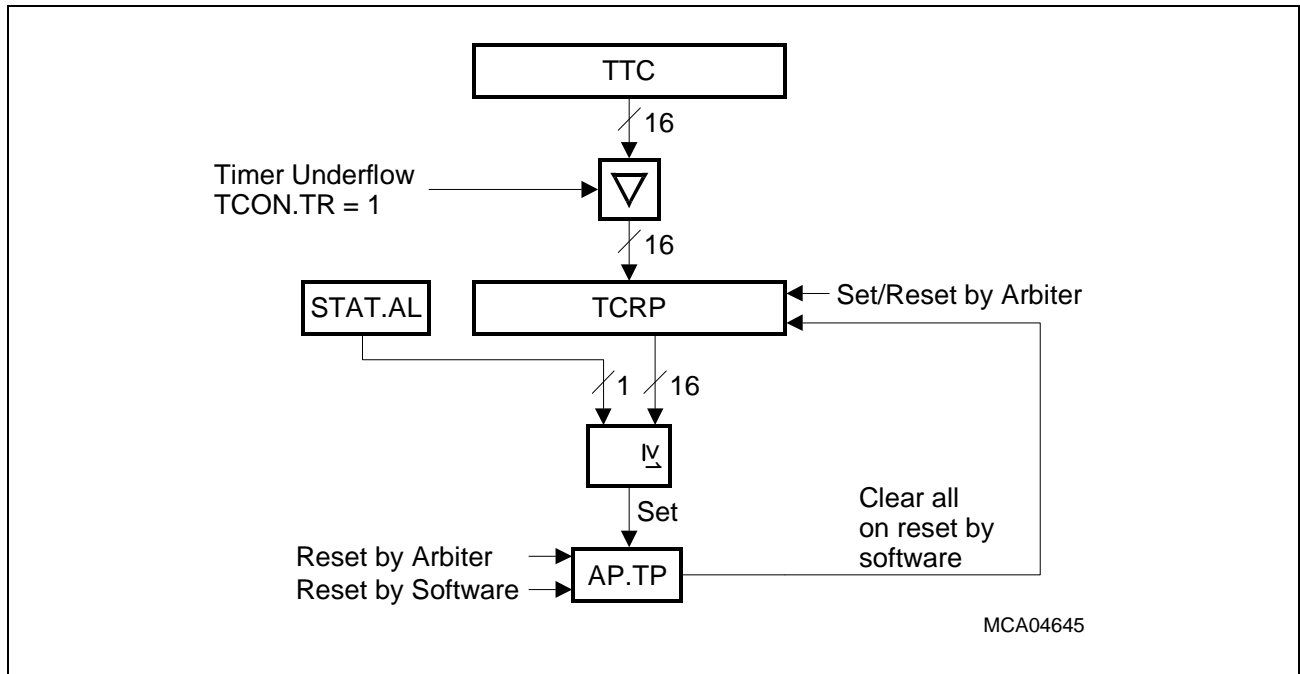 TTC
16
Timer Underflow
TCON.TR = 1
16
STAT.AL
TCRP
Set/Reset by Arbiter
1
16
≥1
Set
Clear all
on reset by
software
Reset by Arbiter
Reset by Software
AP.TP
MCA04645